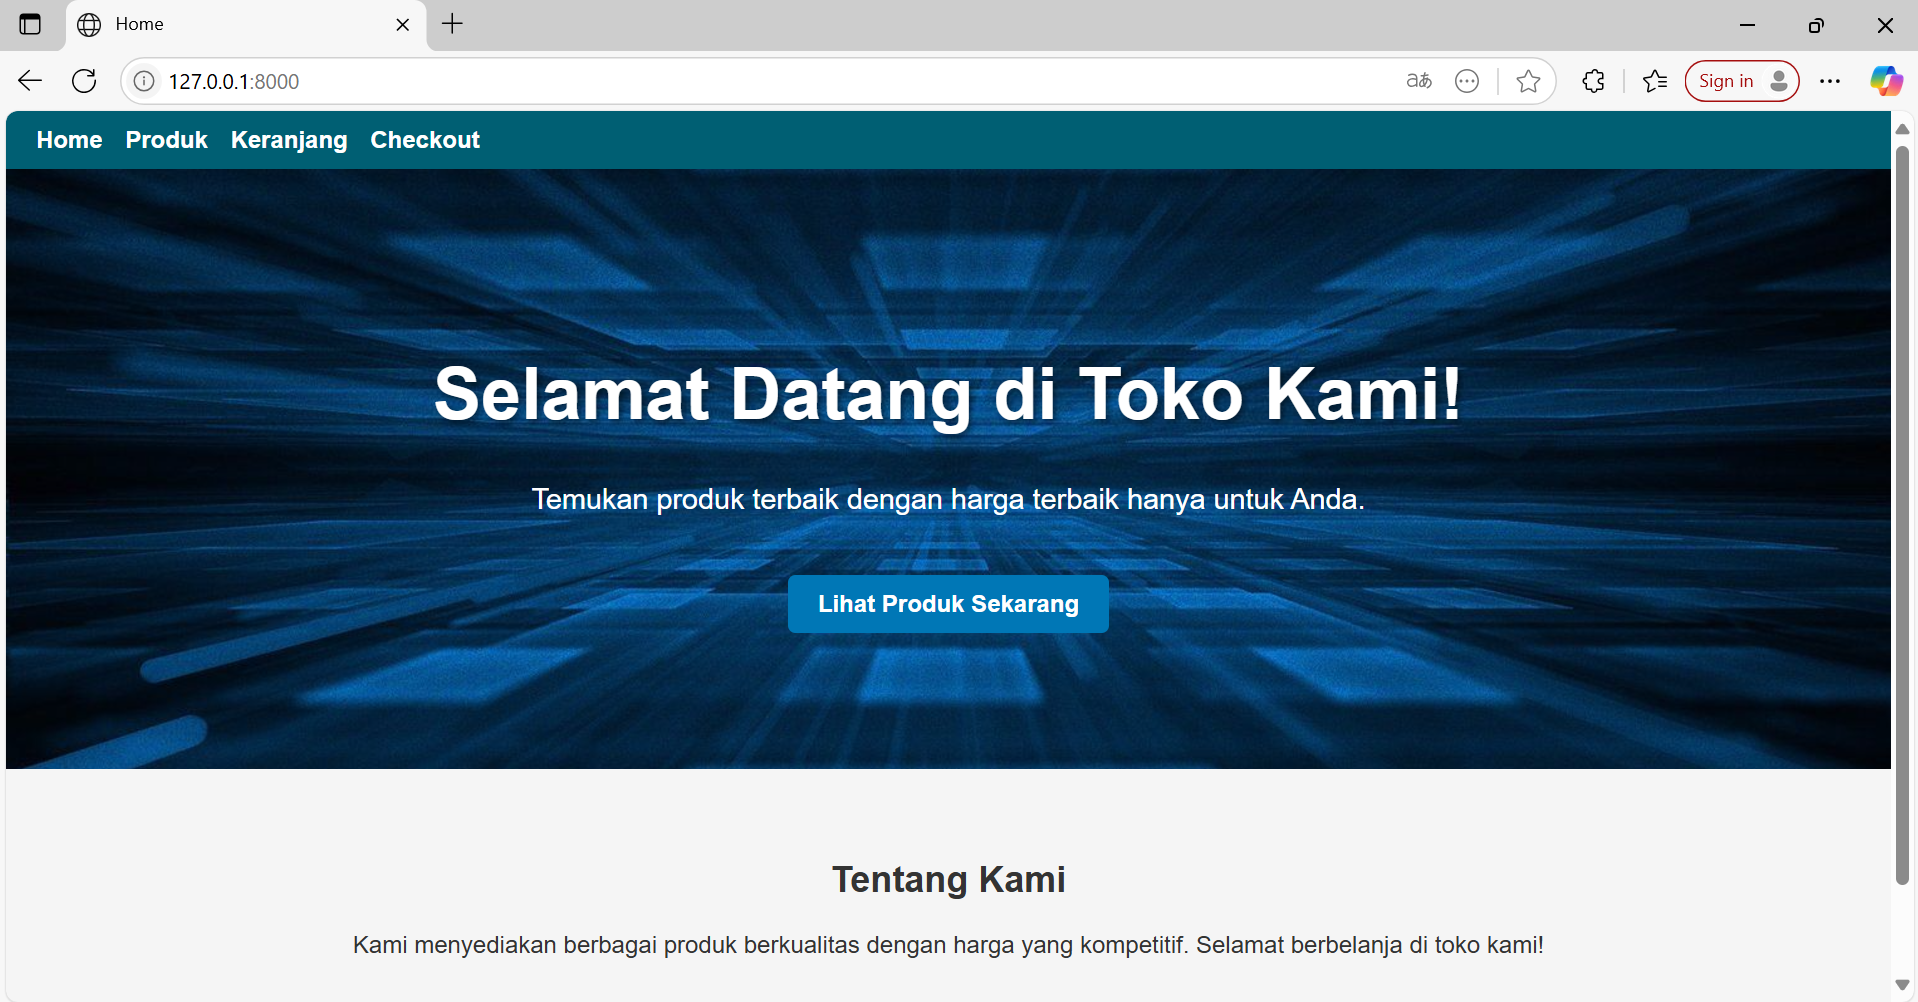 Home
127.0.0.1:8000
aあ
Sign in
Home Produk Keranjang Checkout
Selamat Datang di Toko Kami!
Temukan produk terbaik dengan harga terbaik hanya untuk Anda.
Lihat Produk Sekarang
Tentang Kami
Kami menyediakan berbagai produk berkualitas dengan harga yang kompetitif. Selamat berbelanja di toko kami!